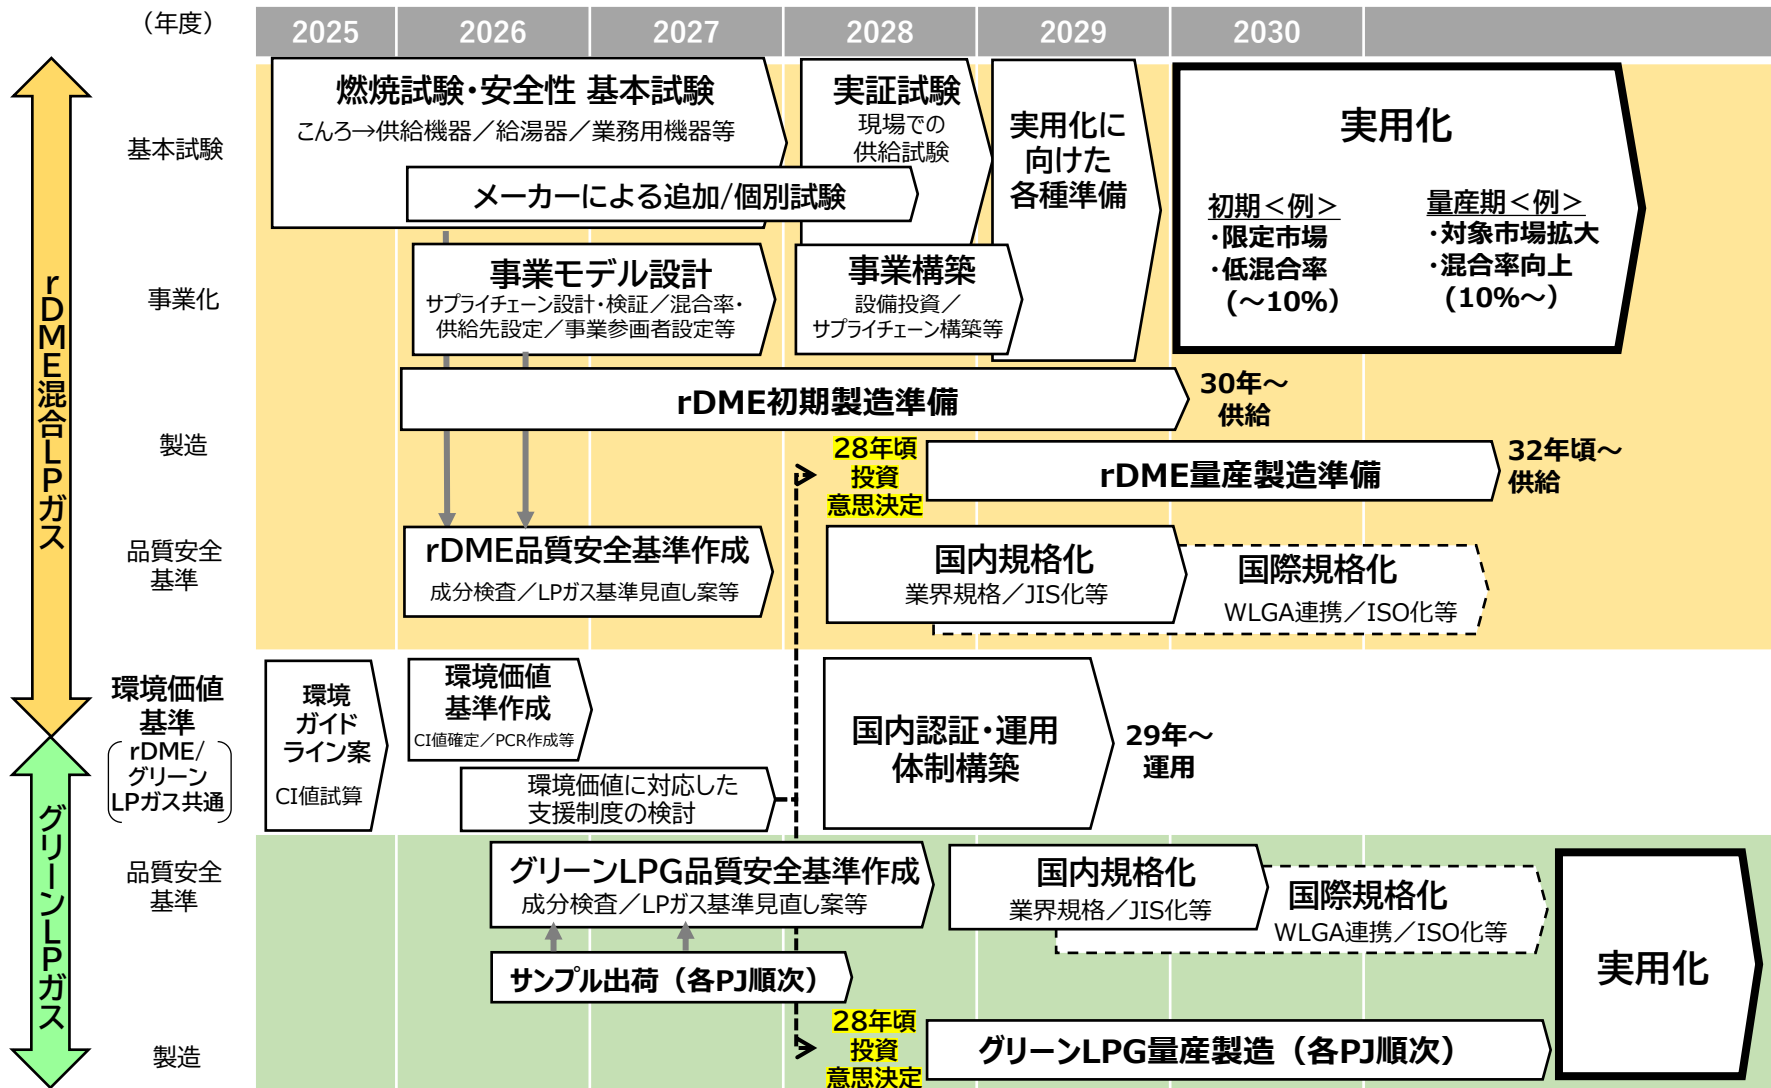 （年度）
2025
2026
2027
2028
2029
2030
rDME混合LPガス
グリーンLPガス
基本試験
燃焼試験・安全性 基本試験
こんろ→供給機器／給湯器／業務用機器等
メーカーによる追加/個別試験
実証試験
現場での
供給試験
実用化に
向けた
各種準備
実用化
初期＜例＞
・限定市場
・低混合率
(～10%)
量産期＜例＞
・対象市場拡大
・混合率向上
(10%～)
事業化
事業モデル設計
サプライチェーン設計・検証／混合率・
供給先設定／事業参画者設定等
事業構築
設備投資／
サプライチェーン構築等
製造
rDME初期製造準備
30年～
供給
28年頃
投資
意思決定
rDME量産製造準備
32年頃～
供給
品質安全
基準
rDME品質安全基準作成
成分検査／LPガス基準見直し案等
国内規格化
業界規格／JIS化等
国際規格化
WLGA連携／ISO化等
環境価値
基準
rDME/
グリーン
LPガス共通
環境
ガイド
ライン案
CI値試算
環境価値
基準作成
CI値確定／PCR作成等
環境価値に対応した
支援制度の検討
国内認証・運用
体制構築
29年～
運用
品質安全
基準
グリーンLPG品質安全基準作成
成分検査／LPガス基準見直し案等
国内規格化
業界規格／JIS化等
国際規格化
WLGA連携／ISO化等
実用化
サンプル出荷（各PJ順次）
製造
28年頃
投資
意思決定
グリーンLPG量産製造（各PJ順次）